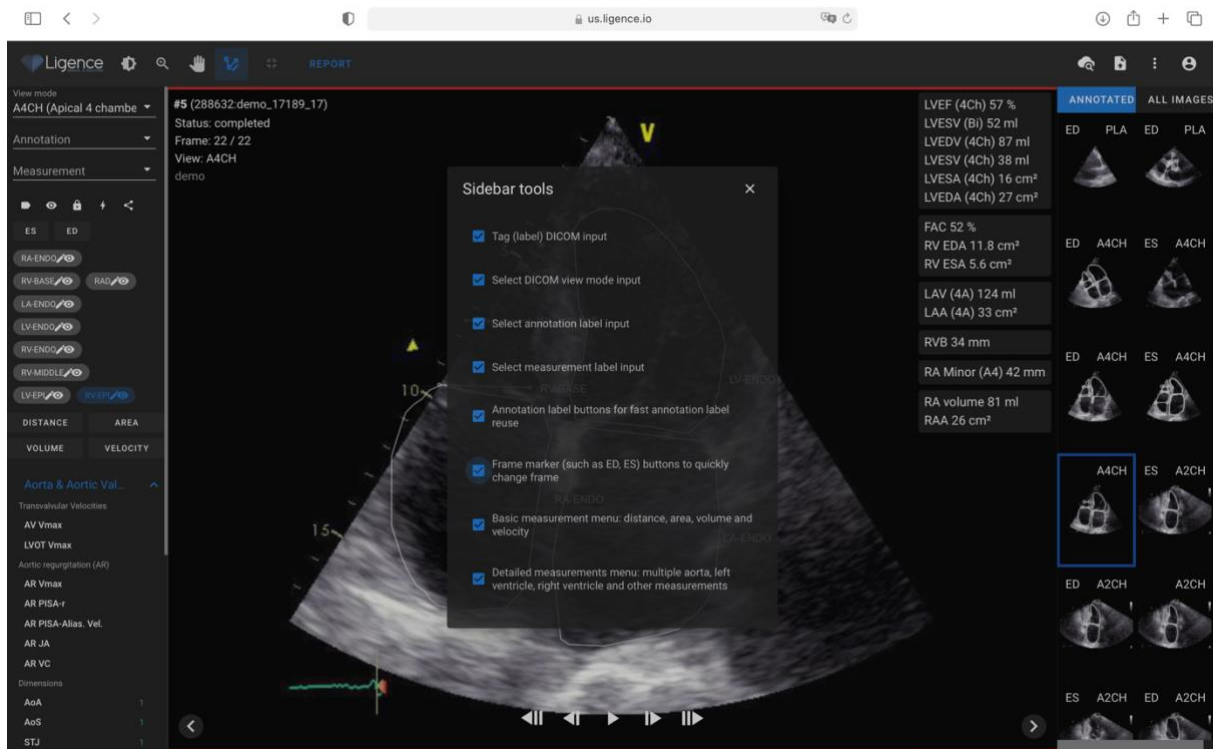 us.ligence.io
Ligence
REPORT
View mode
A4CH (Apical 4 chambe
Annotation
Measurement
ES ED
RA-ENDO
RV-BASE RAD
LA-ENDO
LV-ENDO
RV-ENDO
RV-MIDDLE
LV-EPI RV-EPI
DISTANCE AREA
VOLUME VELOCITY
Aorta & Aortic Val...
Transvalvular Velocities
AV Vmax
LVOT Vmax
Aortic regurgitation (AR)
AR Vmax
AR PISA-r
AR PISA-Alias. Vel.
AR JA
AR VC
Dimensions
AoA 1
AoS 1
STJ 1
#5 (288632:demo_17189_17)
Status: completed
Frame: 22 / 22
View: A4CH
demo
V
10
15
RV-BASE
LV-ENDO
RA-ENDO
LA-ENDO
Sidebar tools
Tag (label) DICOM input
Select DICOM view mode input
Select annotation label input
Select measurement label input
Annotation label buttons for fast annotation label
reuse
Frame marker (such as ED, ES) buttons to quickly
change frame
Basic measurement menu: distance, area, volume and
velocity
Detailed measurements menu: multiple aorta, left
ventricle, right ventricle and other measurements
LVEF (4Ch) 57 %
LVESV (Bi) 52 ml
LVEDV (4Ch) 87 ml
LVESV (4Ch) 38 ml
LVESA (4Ch) 16 cm²
LVEDA (4Ch) 27 cm²
FAC 52 %
RV EDA 11.8 cm²
RV ESA 5.6 cm²
LAV (4A) 124 ml
LAA (4A) 33 cm²
RVB 34 mm
RA Minor (A4) 42 mm
RA volume 81 ml
RAA 26 cm²
ANNOTATED ALL IMAGES
ED PLA ED PLA
ED A4CH ES A4CH
ED A4CH ES A4CH
A4CH ES A2CH
ED A2CH A2CH
ES A2CH ED A2CH